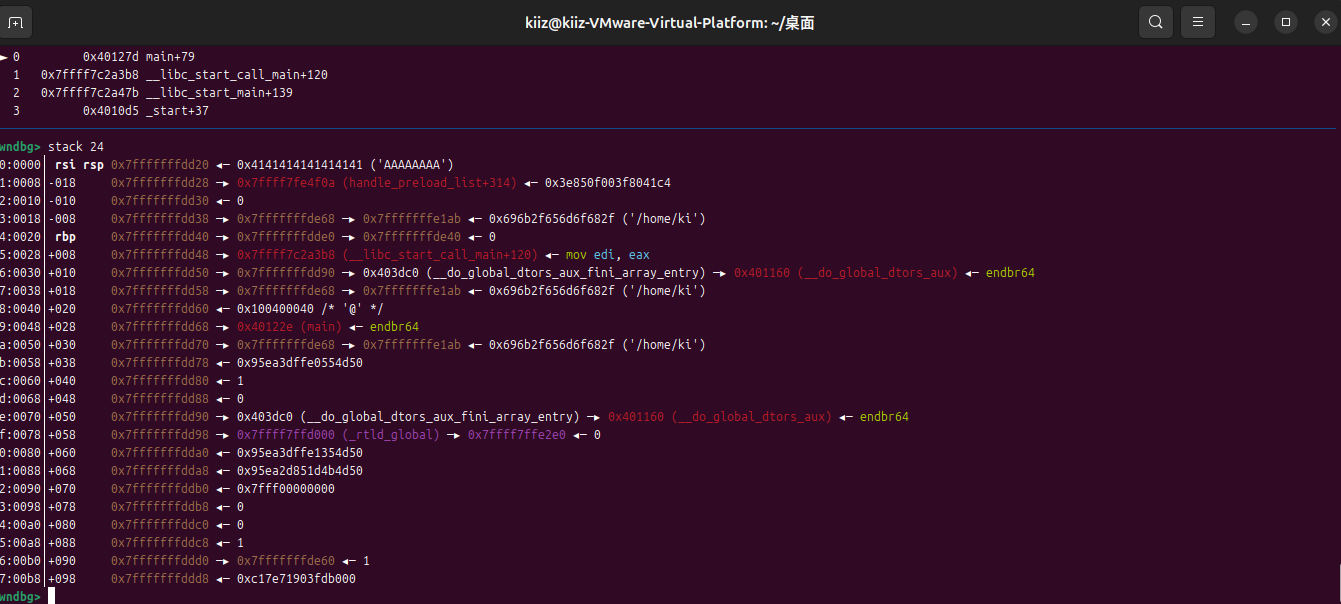 kiiz@kiiz-VMware-Virtual-Platform: ~/桌面
► 0         0x40127d main+79
1   0x7ffff7c2a3b8 __libc_start_call_main+120
2   0x7ffff7c2a47b __libc_start_main+139
3         0x4010d5 _start+37
wndbg> stack 24
0:0000│ rsi rsp 0x7fffffffdd20 ◂— 0x4141414141414141 ('AAAAAAAA')
1:0008│-018     0x7fffffffdd28 —▸ 0x7ffff7fe4f0a (handle_preload_list+314) ◂— 0x3e850f003f8041c4
2:0010│-010     0x7fffffffdd30 ◂— 0
3:0018│-008     0x7fffffffdd38 —▸ 0x7fffffffde68 —▸ 0x7fffffffe1ab ◂— 0x696b2f656d6f682f ('/home/ki')
4:0020│ rbp     0x7fffffffdd40 —▸ 0x7fffffffdde0 —▸ 0x7fffffffde40 ◂— 0
5:0028│+008     0x7fffffffdd48 —▸ 0x7ffff7c2a3b8 (__libc_start_call_main+120) ◂— mov edi, eax
6:0030│+010     0x7fffffffdd50 —▸ 0x7fffffffdd90 —▸ 0x403dc0 (__do_global_dtors_aux_fini_array_entry) —▸ 0x401160 (__do_global_dtors_aux) ◂— endbr64
7:0038│+018     0x7fffffffdd58 —▸ 0x7fffffffde68 —▸ 0x7fffffffe1ab ◂— 0x696b2f656d6f682f ('/home/ki')
8:0040│+020     0x7fffffffdd60 ◂— 0x100400040 /* '@' */
9:0048│+028     0x7fffffffdd68 —▸ 0x40122e (main) ◂— endbr64
a:0050│+030     0x7fffffffdd70 —▸ 0x7fffffffde68 —▸ 0x7fffffffe1ab ◂— 0x696b2f656d6f682f ('/home/ki')
b:0058│+038     0x7fffffffdd78 ◂— 0x95ea3dffe0554d50
c:0060│+040     0x7fffffffdd80 ◂— 1
d:0068│+048     0x7fffffffdd88 ◂— 0
e:0070│+050     0x7fffffffdd90 —▸ 0x403dc0 (__do_global_dtors_aux_fini_array_entry) —▸ 0x401160 (__do_global_dtors_aux) ◂— endbr64
f:0078│+058     0x7fffffffdd98 —▸ 0x7ffff7ffd000 (_rtld_global) —▸ 0x7ffff7ffe2e0 ◂— 0
0:0080│+060     0x7fffffffdda0 ◂— 0x95ea3dffe1354d50
1:0088│+068     0x7fffffffdda8 ◂— 0x95ea2d851d4b4d50
2:0090│+070     0x7fffffffddb0 ◂— 0x7fff00000000
3:0098│+078     0x7fffffffddb8 ◂— 0
4:00a0│+080     0x7fffffffddc0 ◂— 0
5:00a8│+088     0x7fffffffddc8 ◂— 1
6:00b0│+090     0x7fffffffddd0 —▸ 0x7fffffffde60 ◂— 1
7:00b8│+098     0x7fffffffddd8 ◂— 0xc17e71903fdb000
wndbg>